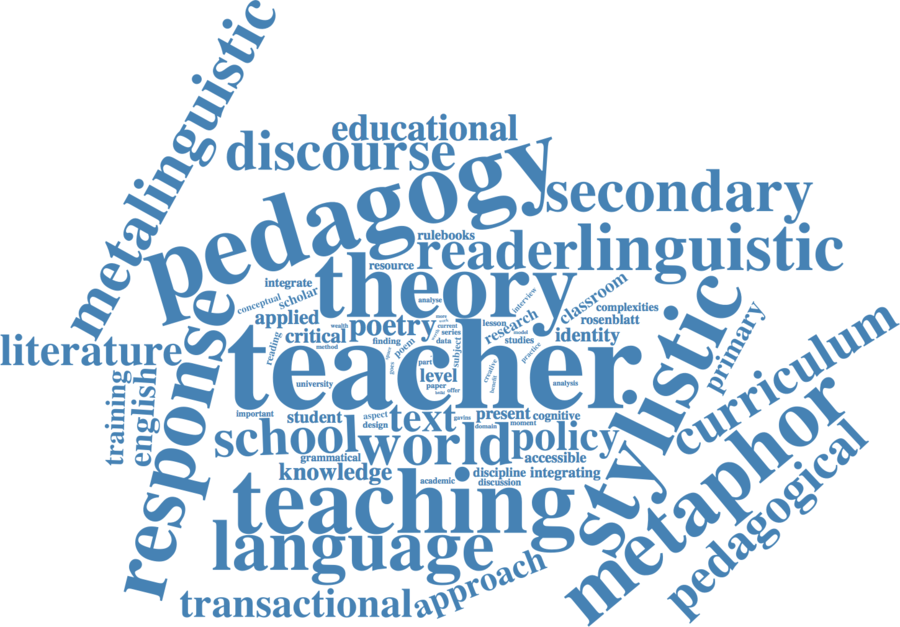 metalinguistic
educational
discourse
pedagogy
secondary
rulebooks
reader
linguistic
resource
theory
integrate
conceptual
scholar
analyse
interview
classroom
complexities
applied
wealth
poetry
current
lesson
research
rosenblatt
critical
series
studies
identity
literature
reading
method
finding
poem
data
subject
practice
primary
stylistic
response
teacher
part
level
creative
university
paper
offer
analysis
training
english
important
student
aspect
design
text
present
cognitive
moment
domain
curriculum
school
world
policy
grammatical
accessible
metaphor
knowledge
discipline
integrating
academic
discussion
teaching
pedagogical
language
approach
transactional